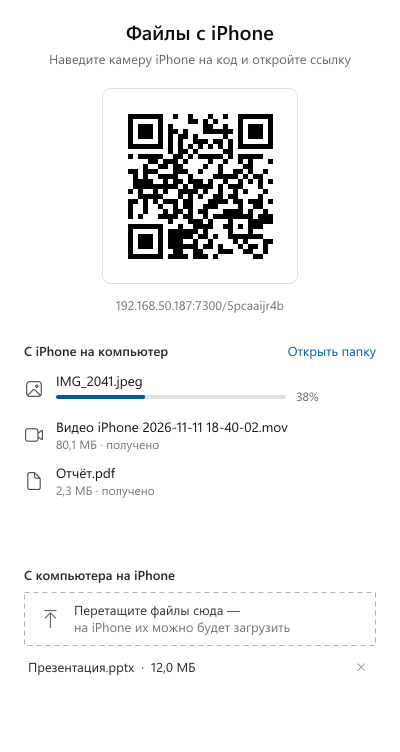 Файлы с iPhone
Наведите камеру iPhone на код и откройте ссылку
192.168.50.187:7300/5pcaaijr4b
С iPhone на компьютер
Открыть папку
IMG_2041.jpeg
38%
Видео iPhone 2026-11-11 18-40-02.mov
80,1 МБ · получено
Отчёт.pdf
2,3 МБ · получено
С компьютера на iPhone
Перетащите файлы сюда —
на iPhone их можно будет загрузить
Презентация.pptx · 12,0 МБ